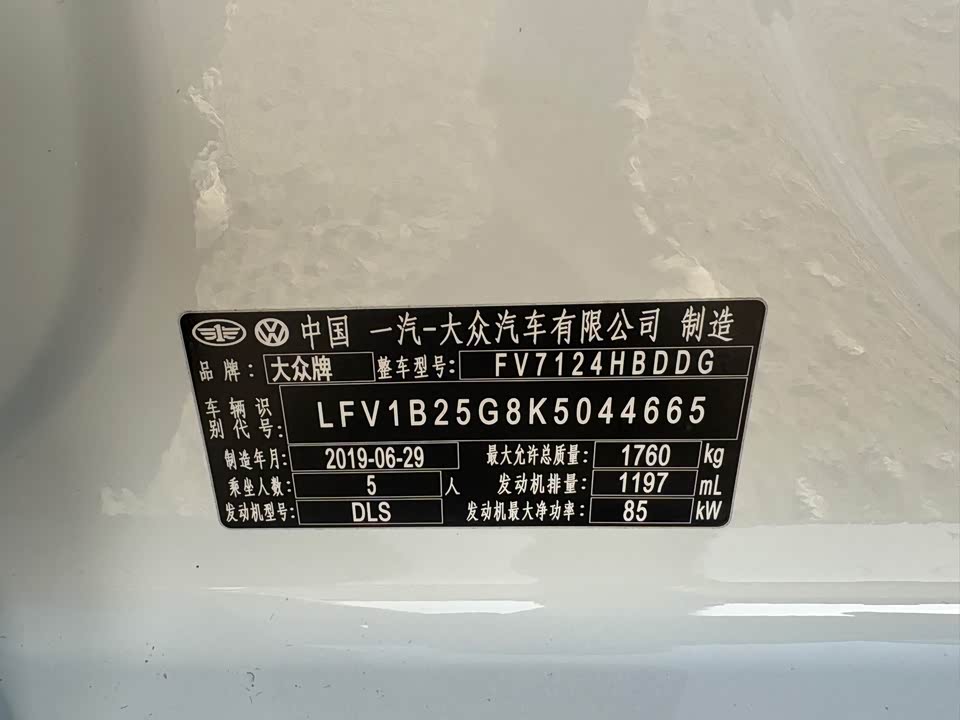 中国 一汽-大众汽车有限公司 制造
品牌: 大众牌 整车型号: FV7124HBDDG
车辆识别代号: LFV1B25G8K5044665
制造年月: 2019-06-29 最大允许总质量: 1760 kg
乘坐人数: 5 人 发动机排量: 1197 mL
发动机型号: DLS 发动机最大净功率: 85 kW